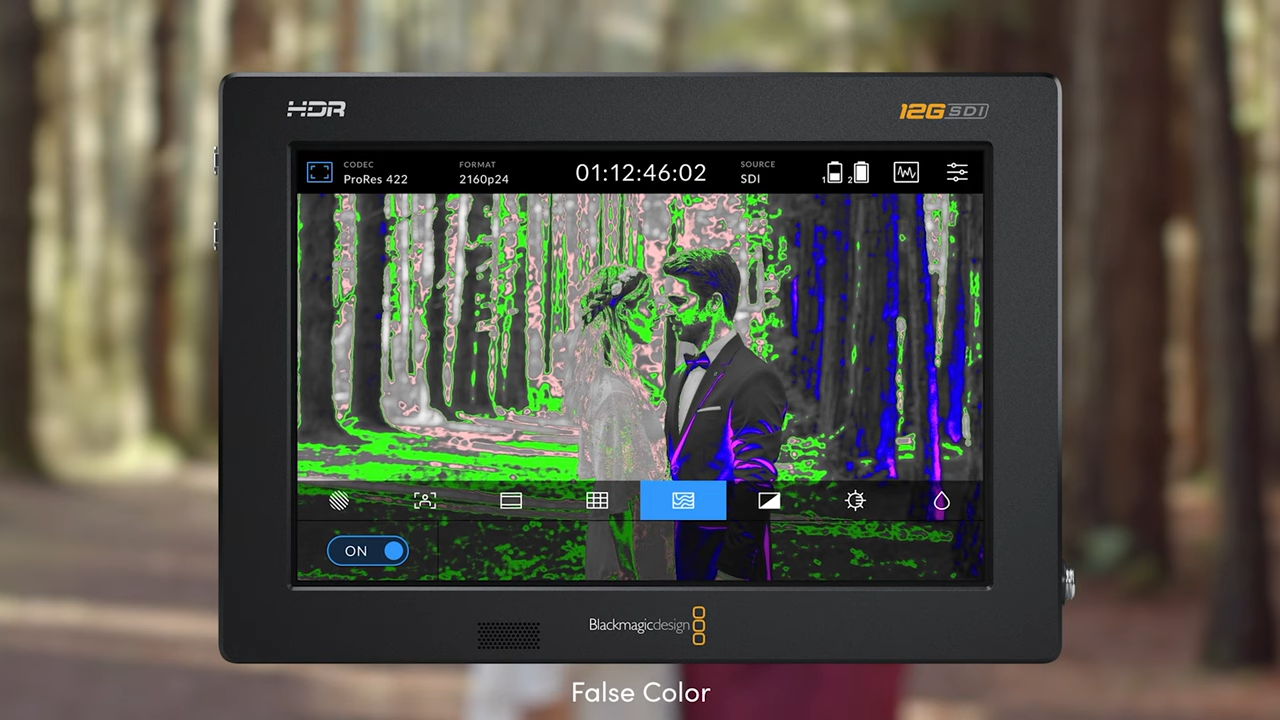 HDR
12G SDI
CODEC
ProRes 422
FORMAT
2160p24
01:12:46:02
SOURCE
SDI
1
2
ON
Blackmagicdesign
False Color